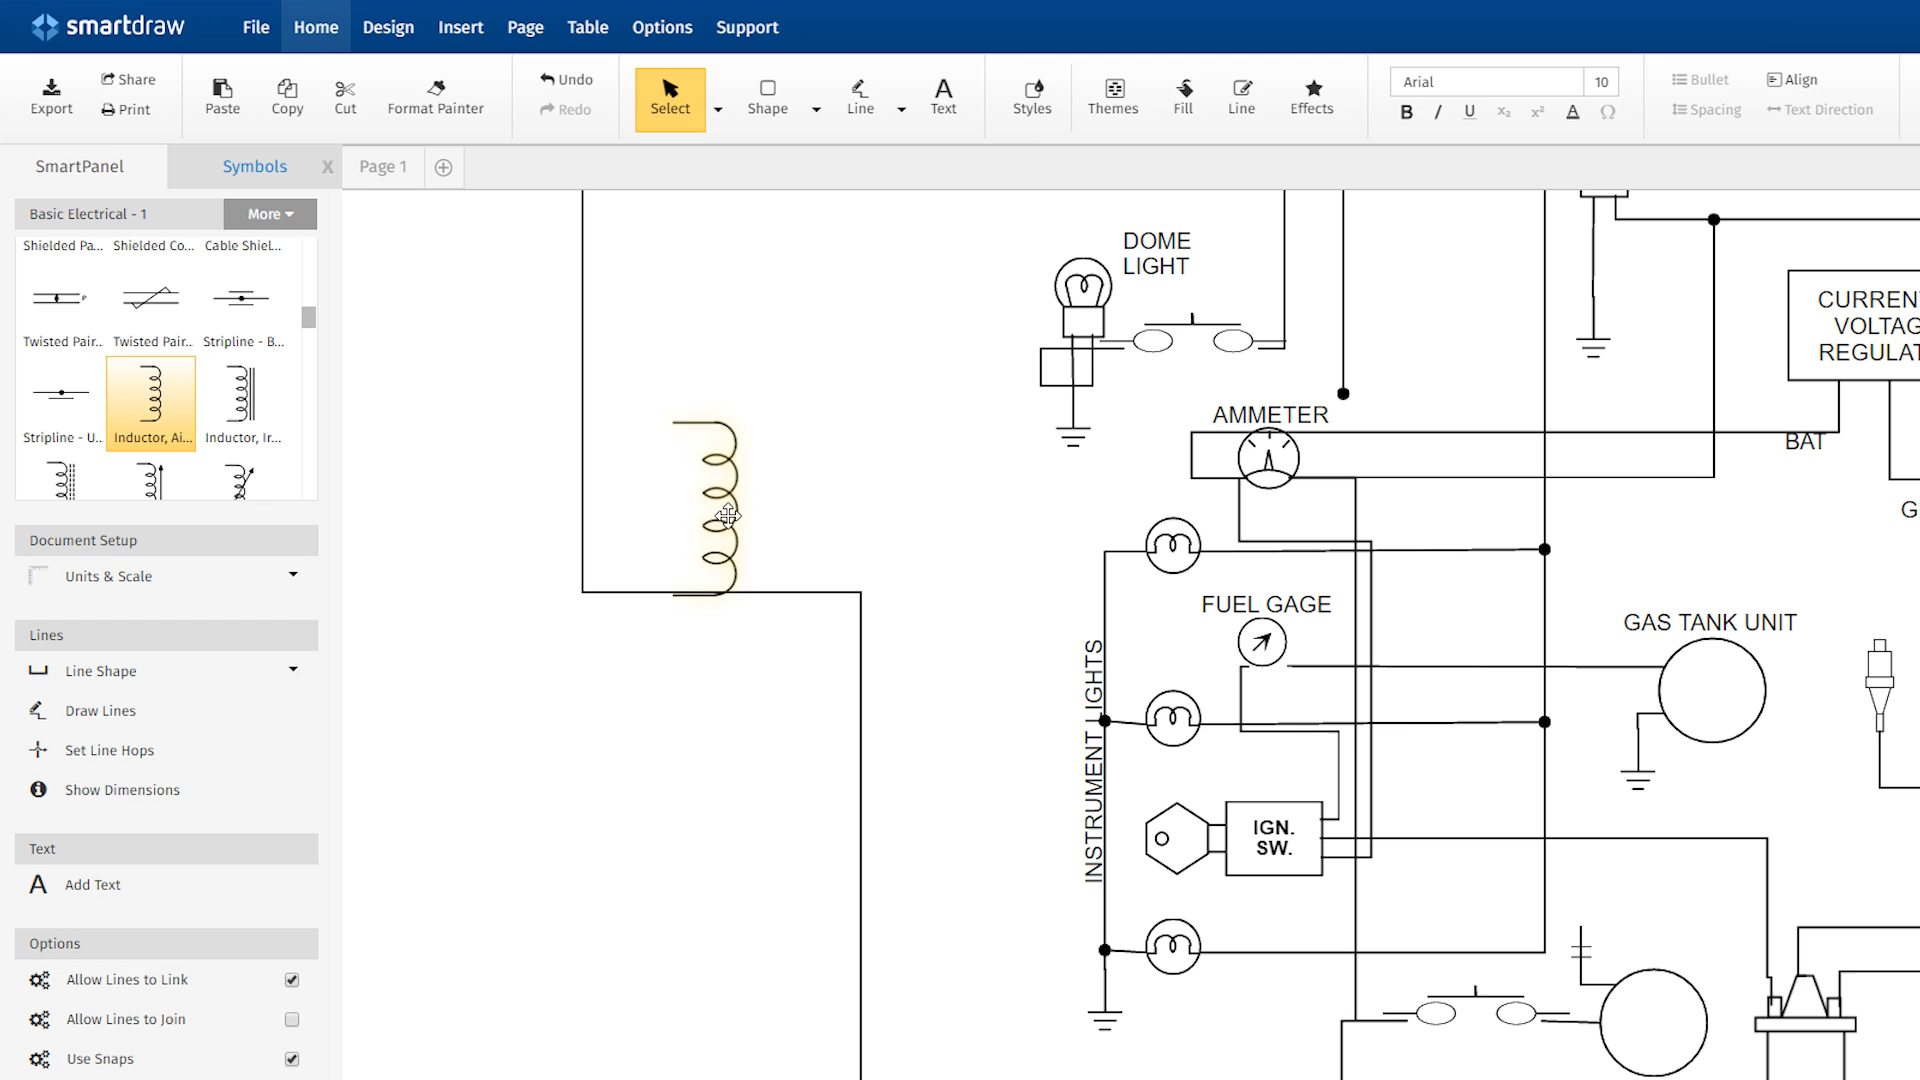 smartdraw
File Home Design Insert Page Table Options Support
Export
Share
Print
Paste
Copy
Cut
Format Painter
Undo
Redo
Select
Shape
Line
Text
Styles
Themes
Fill
Line
Effects
Arial
10
B I U x₂ x² A Ω
Bullet
Align
Spacing
Text Direction
SmartPanel
Symbols X
Page 1
Basic Electrical - 1
More
Shielded Pa... Shielded Co... Cable Shiel...
P
Twisted Pair... Twisted Pair... Stripline - B...
Stripline - U... Inductor, Ai... Inductor, Ir...
Document Setup
Units & Scale
Lines
Line Shape
Draw Lines
Set Line Hops
Show Dimensions
Text
A Add Text
Options
Allow Lines to Link
Allow Lines to Join
Use Snaps
DOME
LIGHT
AMMETER
CURREN
VOLTAG
REGULAT
BAT
G
FUEL GAGE
GAS TANK UNIT
INSTRUMENT LIGHTS
IGN.
SW.